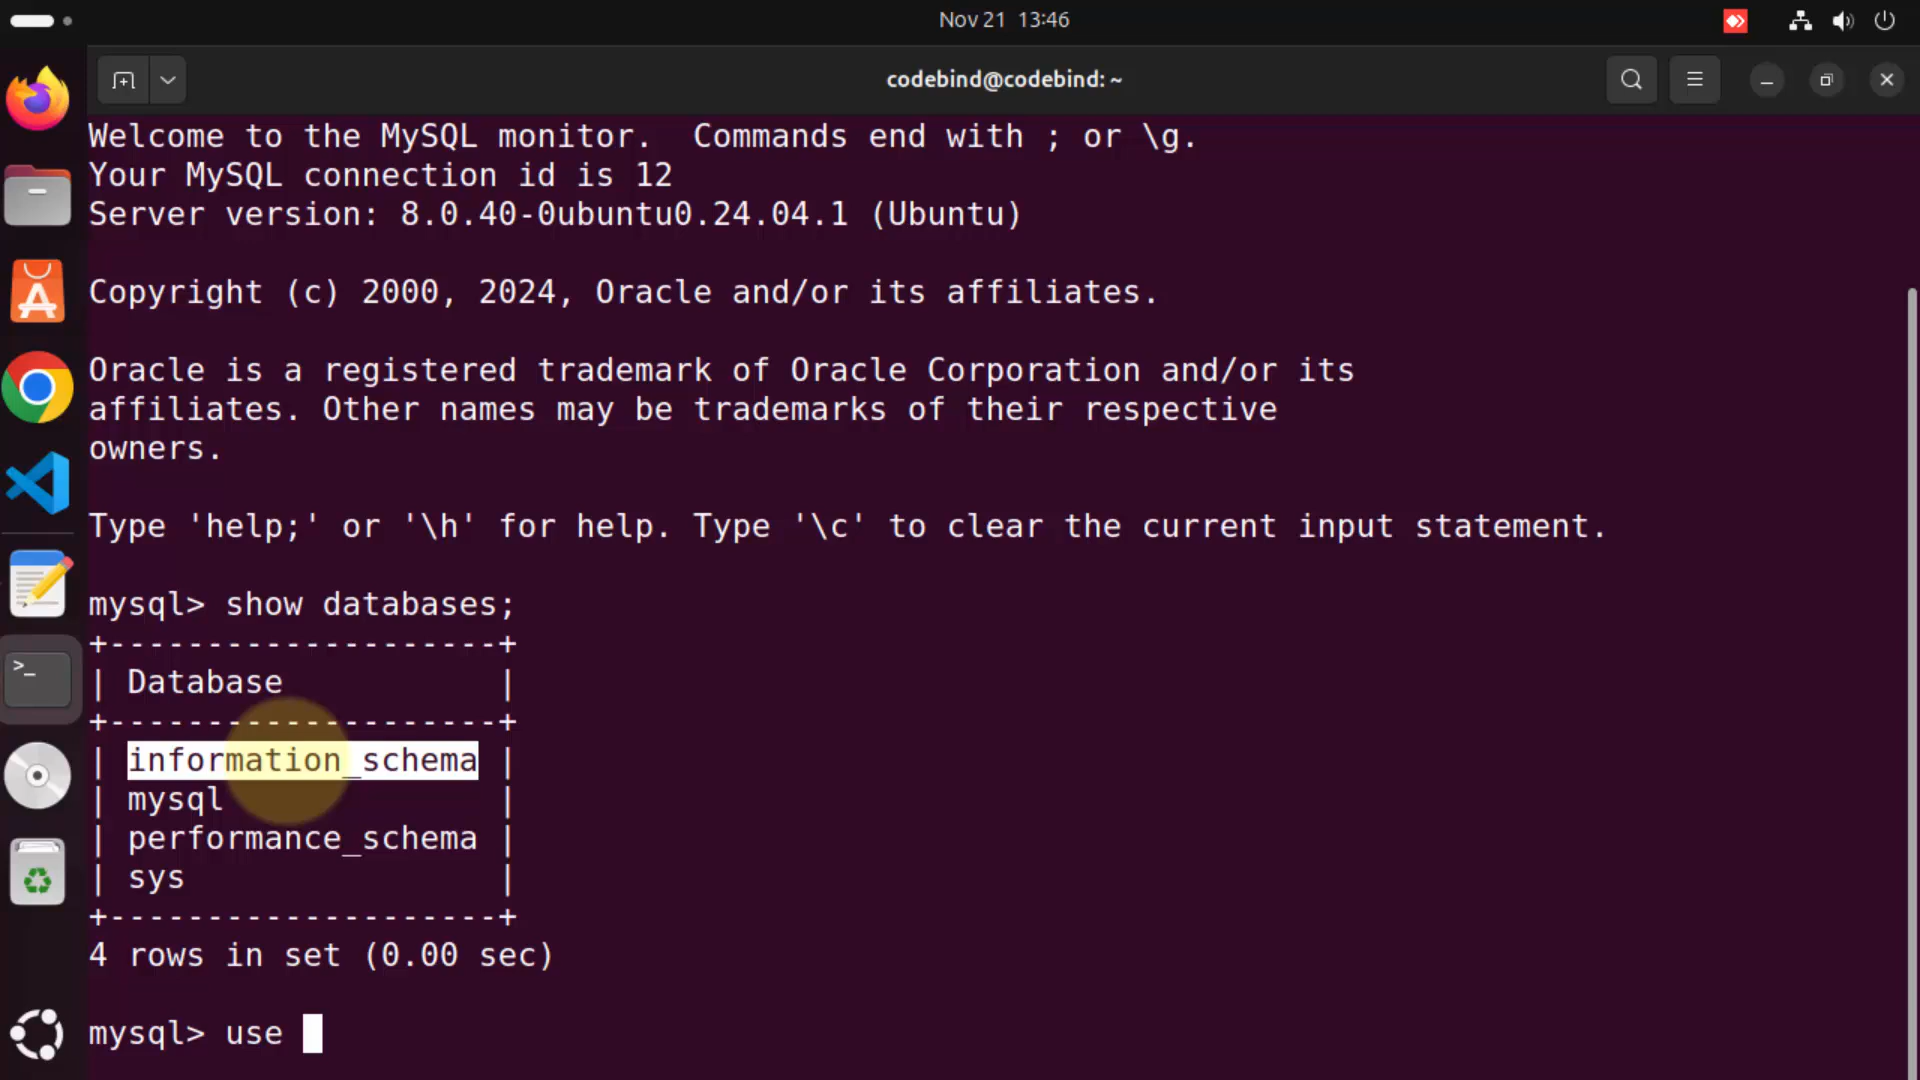 Nov 21 13:46
codebind@codebind: ~
Welcome to the MySQL monitor.  Commands end with ; or \g.
Your MySQL connection id is 12
Server version: 8.0.40-0ubuntu0.24.04.1 (Ubuntu)
Copyright (c) 2000, 2024, Oracle and/or its affiliates.
Oracle is a registered trademark of Oracle Corporation and/or its
affiliates. Other names may be trademarks of their respective
owners.
Type 'help;' or '\h' for help. Type '\c' to clear the current input statement.
mysql> show databases;
+--------------------+
| Database           |
+--------------------+
| information_schema |
| mysql              |
| performance_schema |
| sys                |
+--------------------+
4 rows in set (0.00 sec)
mysql> use